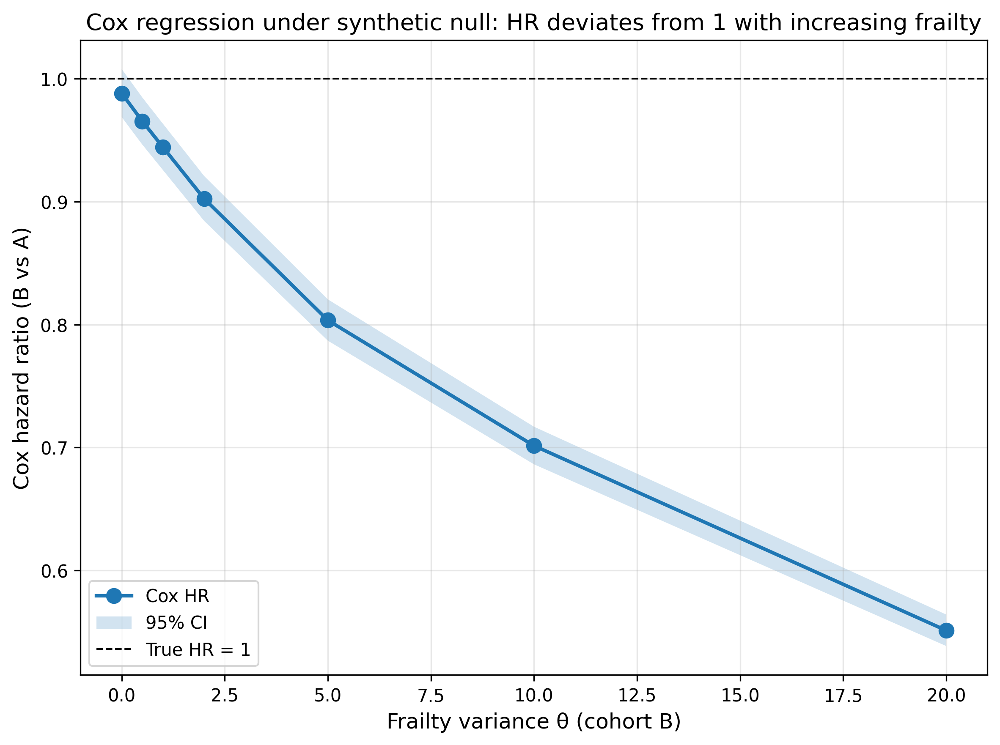 Cox regression under synthetic null: HR deviates from 1 with increasing frailty
Cox hazard ratio (B vs A)
1.0
0.9
0.8
0.7
0.6
Cox HR
95% CI
True HR = 1
0.0 2.5 5.0 7.5 10.0 12.5 15.0 17.5 20.0
Frailty variance θ (cohort B)